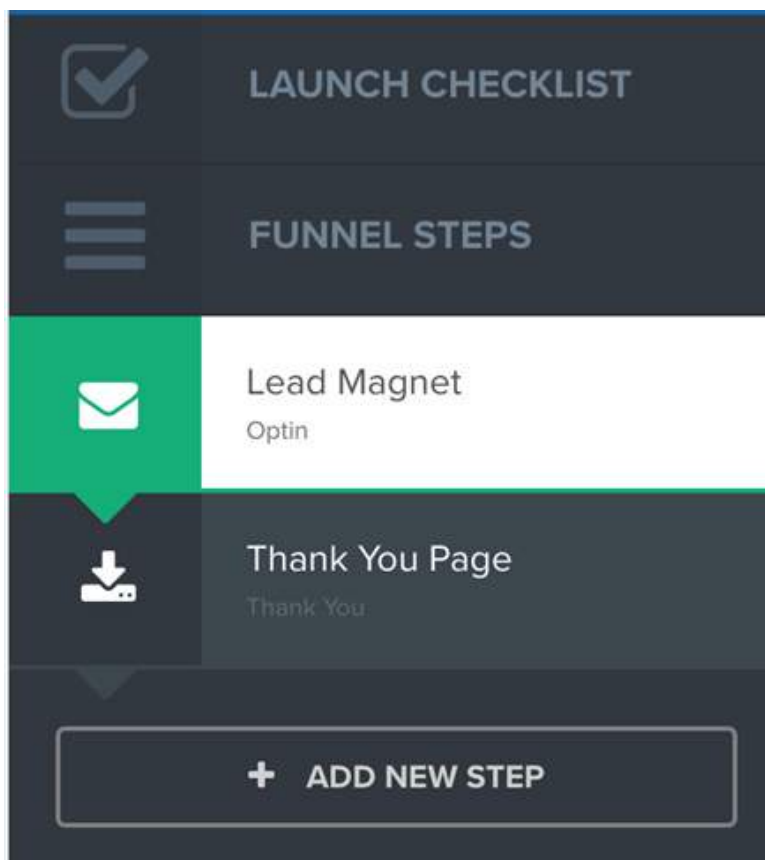 LAUNCH CHECKLIST
FUNNEL STEPS
Lead Magnet
Optin
Thank You Page
Thank You
+ ADD NEW STEP